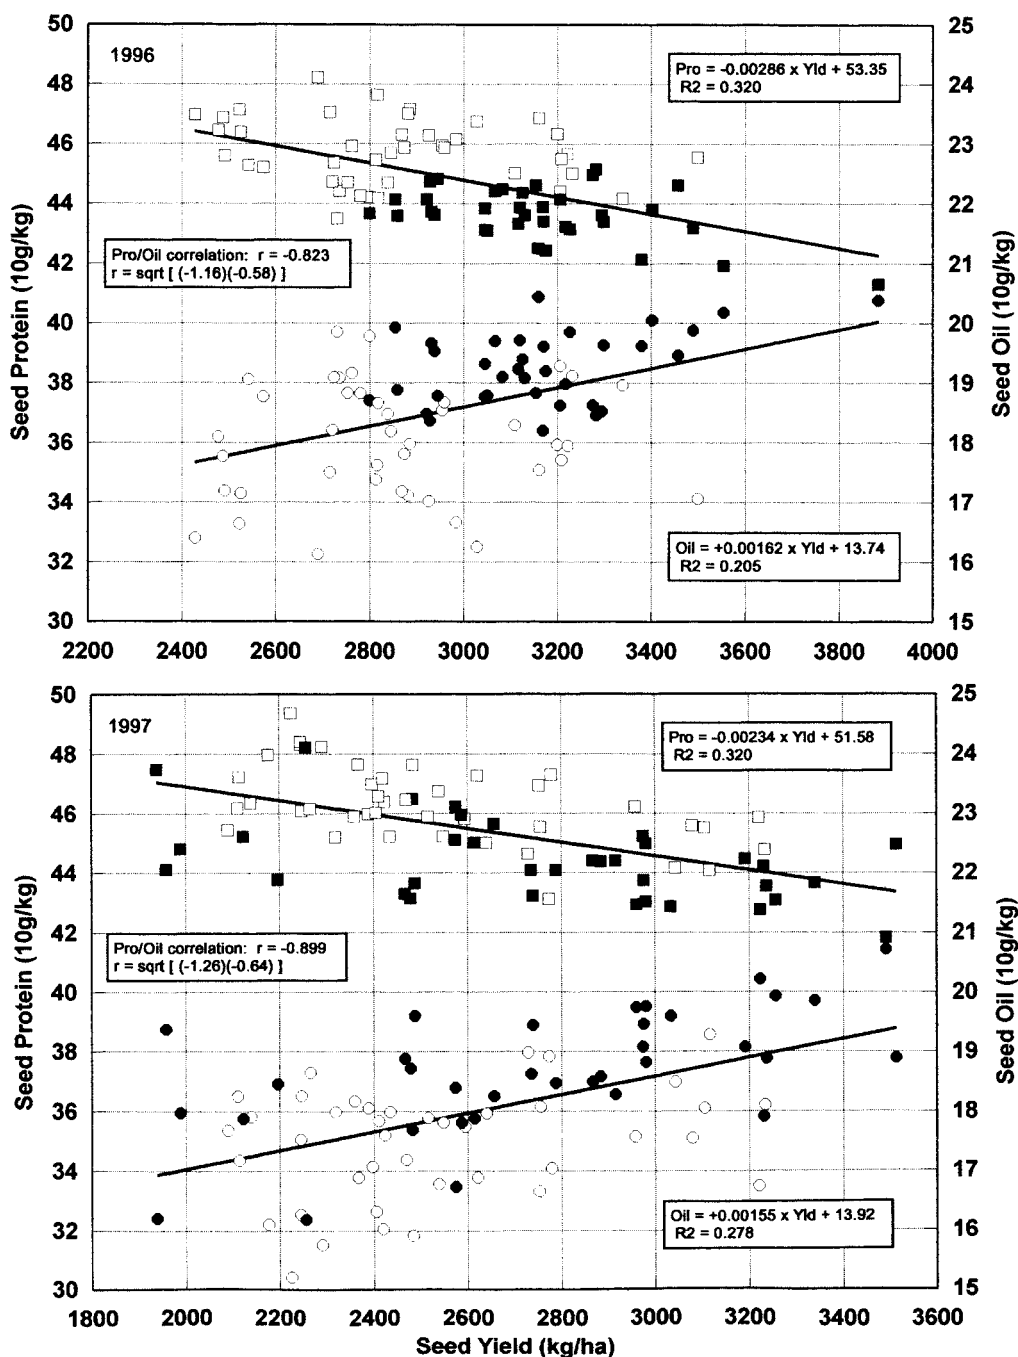 50
48
46
44
42
40
38
36
34
32
30
Seed Protein (10g/kg)
1996
Pro = -0.00286 x Yld + 53.35
R2 = 0.320
Pro/Oil correlation: r = -0.823
r = sqrt [ (-1.16)(-0.58) ]
Oil = +0.00162 x Yld + 13.74
R2 = 0.205
25
24
23
22
21
20
19
18
17
16
15
Seed Oil (10g/kg)
2200 2400 2600 2800 3000 3200 3400 3600 3800 4000
50
48
46
44
42
40
38
36
34
32
30
Seed Protein (10g/kg)
1997
Pro = -0.00234 x Yld + 51.58
R2 = 0.320
Pro/Oil correlation: r = -0.899
r = sqrt [ (-1.26)(-0.64) ]
Oil = +0.00155 x Yld + 13.92
R2 = 0.278
25
24
23
22
21
20
19
18
17
16
15
Seed Oil (10g/kg)
1800 2000 2200 2400 2600 2800 3000 3200 3400 3600
Seed Yield (kg/ha)